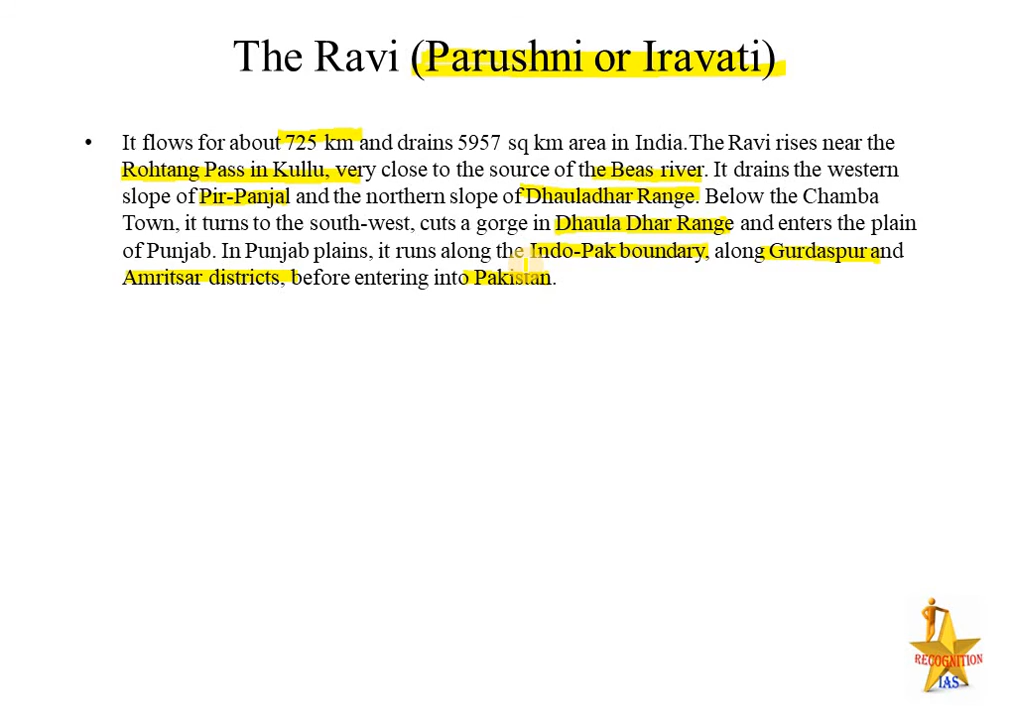 The Ravi (Parushni or Iravati)
• It flows for about 725 km and drains 5957 sq km area in India.The Ravi rises near the
Rohtang Pass in Kullu, very close to the source of the Beas river. It drains the western
slope of Pir-Panjal and the northern slope of Dhauladhar Range. Below the Chamba
Town, it turns to the south-west, cuts a gorge in Dhaula Dhar Range and enters the plain
of Punjab. In Punjab plains, it runs along the Indo-Pak boundary, along Gurdaspur and
Amritsar districts, before entering into Pakistan.
RECOGNITION
IAS